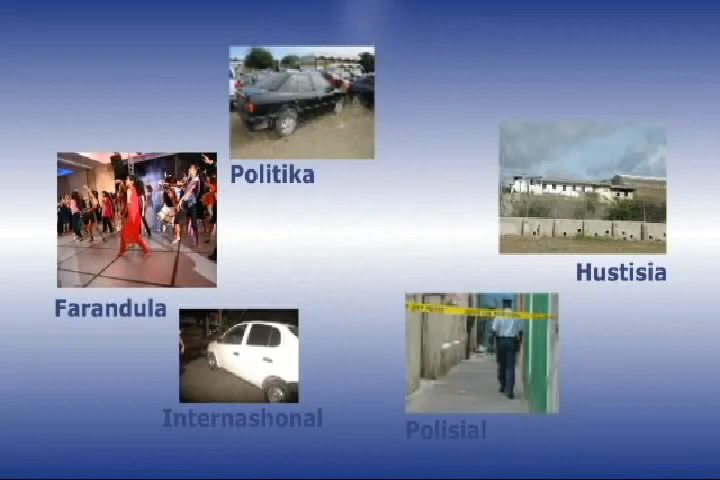 Politika
Hustisia
Farandula
Internashonal
Polisial